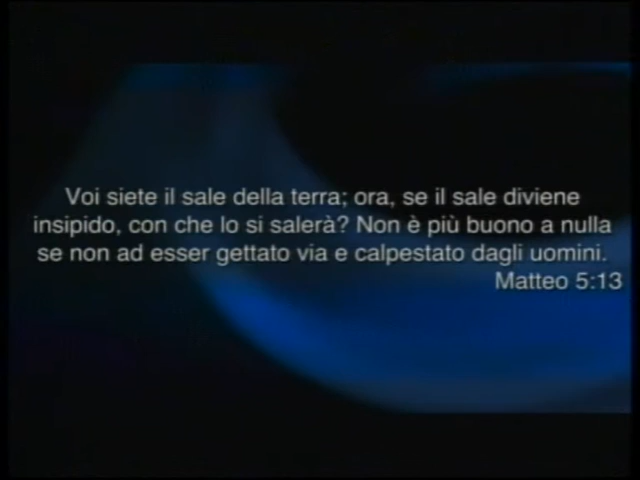 Voi siete il sale della terra; ora, se il sale diviene
insipido, con che lo si salerà? Non è più buono a nulla
se non ad esser gettato via e calpestato dagli uomini.
Matteo 5:13